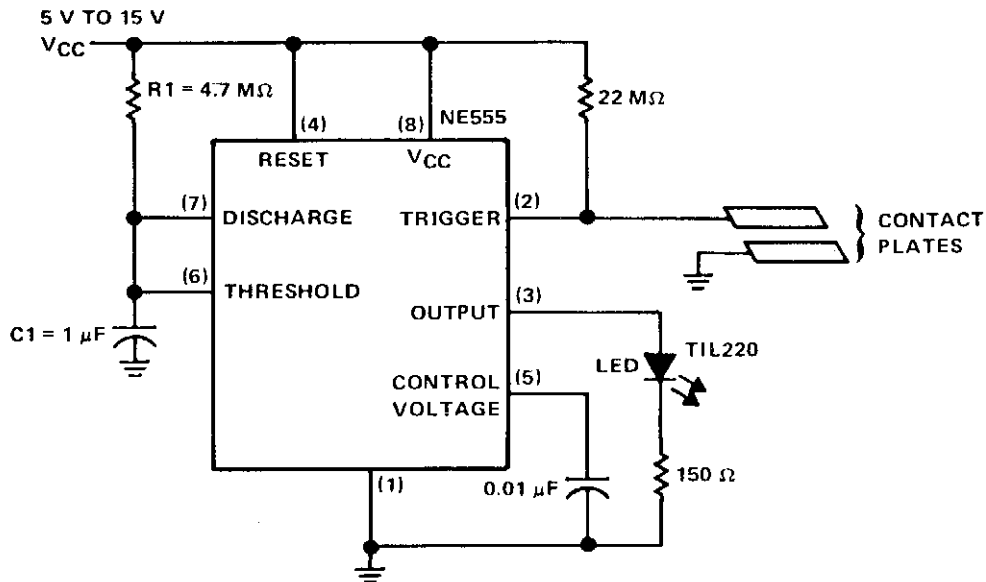 5 V TO 15 V
VCC
R1 = 4.7 MΩ
22 MΩ
(4)
(8)
NE555
RESET
VCC
(7)
DISCHARGE
TRIGGER
(2)
CONTACT
PLATES
(6)
THRESHOLD
OUTPUT
(3)
C1 = 1 μF
LED
TIL220
CONTROL
VOLTAGE
(5)
(1)
0.01 μF
150 Ω